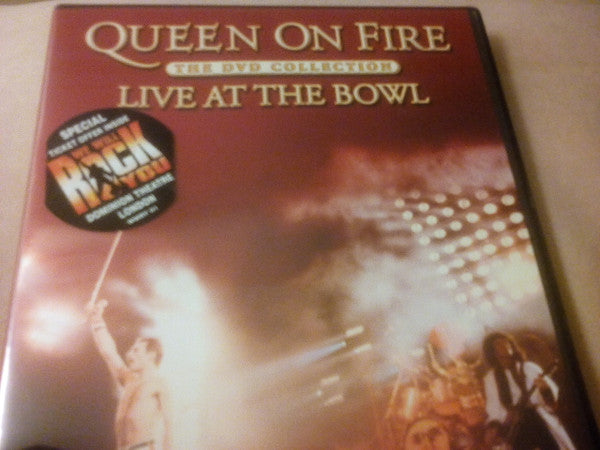 QUEEN ON FIRE
THE DVD COLLECTION
LIVE AT THE BOWL
SPECIAL
TICKET OFFER INSIDE
WE WILL
ROCK
YOU
DOMINION THEATRE
LONDON